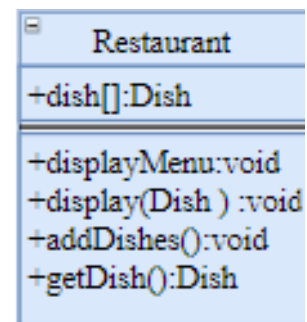 Restaurant
+dish[]:Dish
+displayMenu:void
+display(Dish ) :void
+addDishes():void
+getDish():Dish